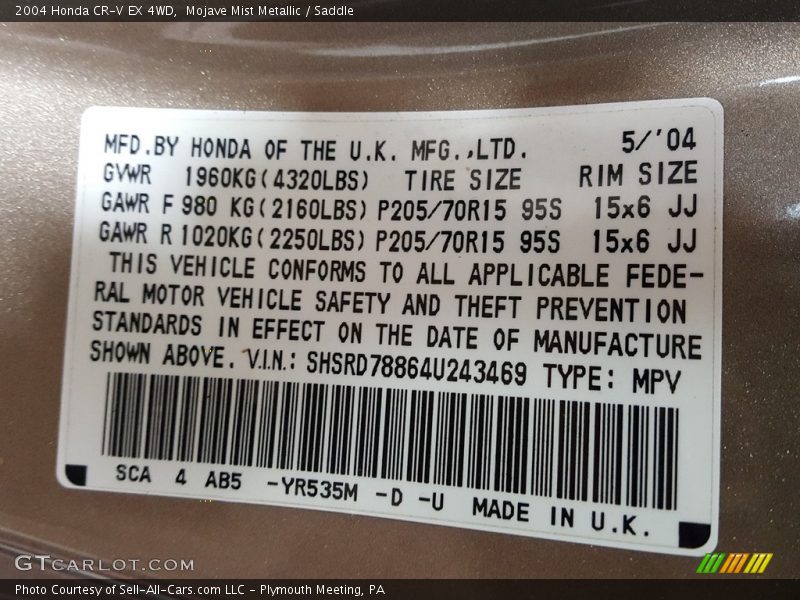 2004 Honda CR-V EX 4WD, Mojave Mist Metallic / Saddle
MFD.BY HONDA OF THE U.K. MFG.,LTD. 5/'04
GVWR 1960KG(4320LBS) TIRE SIZE RIM SIZE
GAWR F 980 KG(2160LBS) P205/70R15 95S 15x6 JJ
GAWR R 1020KG(2250LBS) P205/70R15 95S 15x6 JJ
THIS VEHICLE CONFORMS TO ALL APPLICABLE FEDE-
RAL MOTOR VEHICLE SAFETY AND THEFT PREVENTION
STANDARDS IN EFFECT ON THE DATE OF MANUFACTURE
SHOWN ABOVE. V.I.N.: SHSRD78864U243469 TYPE: MPV
SCA 4 AB5 -YR535M -D -U MADE IN U.K.
GTCARLOT.COM
Photo Courtesy of Sell-All-Cars.com LLC - Plymouth Meeting, PA